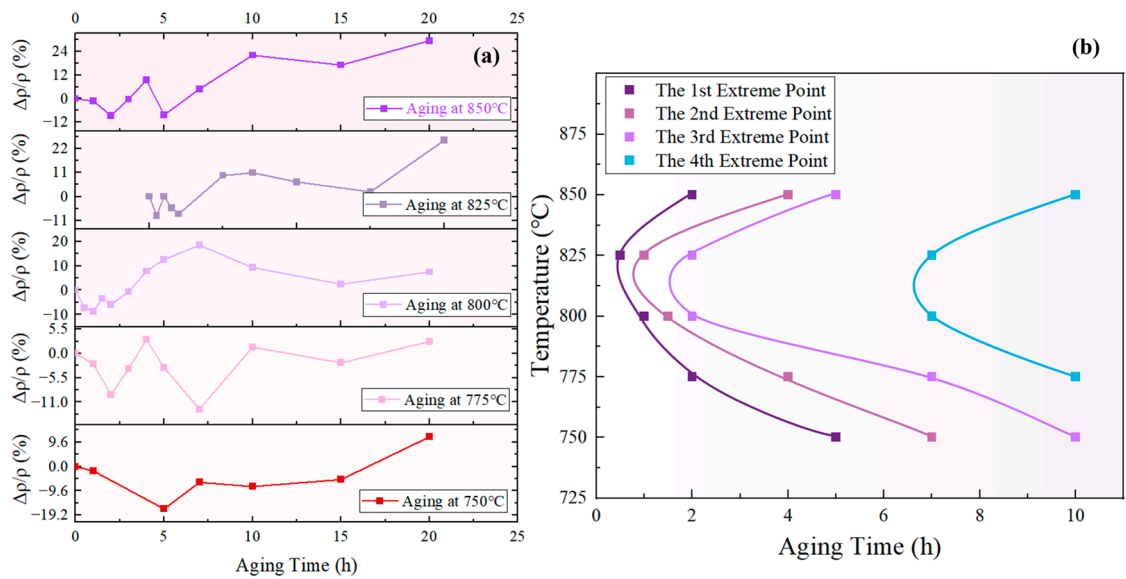 0 5 10 15 20 25
(a)
24
12
0
−12
Δρ/ρ (%)
Aging at 850℃
22
11
0
−11
Δρ/ρ (%)
Aging at 825℃
20
10
0
−10
Δρ/ρ (%)
Aging at 800℃
5.5
0.0
−5.5
−11.0
Δρ/ρ (%)
Aging at 775℃
9.6
0.0
−9.6
−19.2
Δρ/ρ (%)
Aging at 750℃
0 5 10 15 20 25
Aging Time (h)
(b)
The 1st Extreme Point
The 2nd Extreme Point
The 3rd Extreme Point
The 4th Extreme Point
875
850
825
800
775
750
725
Temperature (℃)
0 2 4 6 8 10
Aging Time (h)